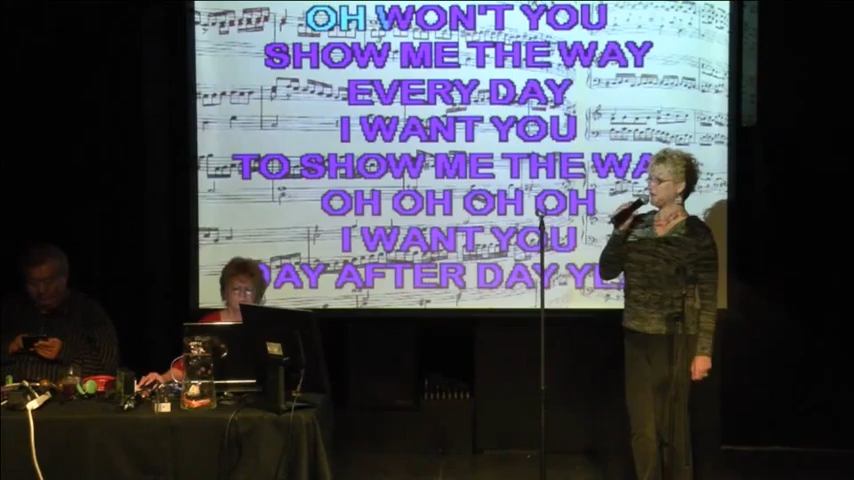 OH WON'T YOU
SHOW ME THE WAY
EVERY DAY
I WANT YOU
TO SHOW ME THE WAY
OH OH OH OH
I WANT YOU
DAY AFTER DAY